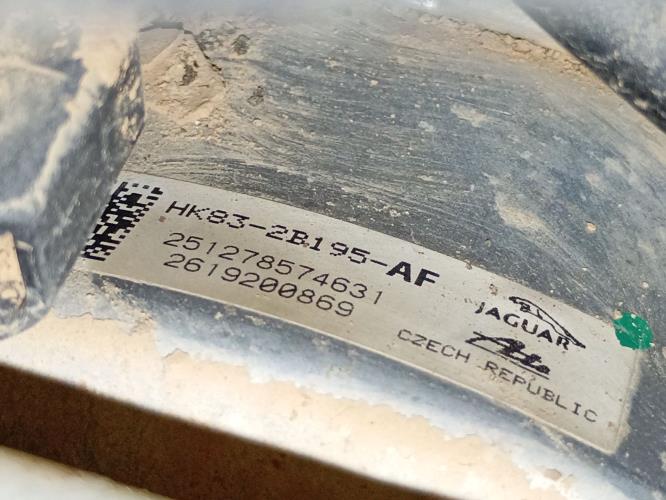 HK83-2B195-AF
251278574631
2619200869
JAGUAR
Ate
CZECH REPUBLIC